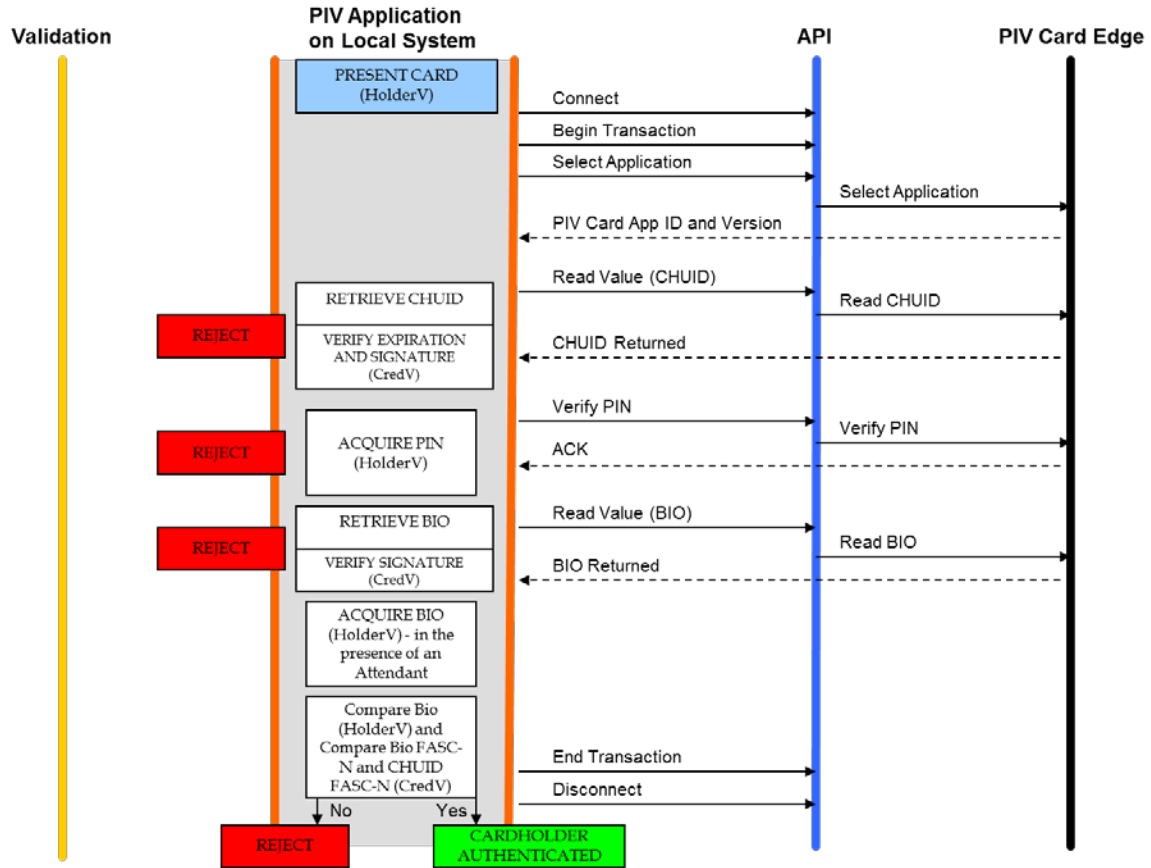 Validation
PIV Application
on Local System
API
PIV Card Edge
PRESENT CARD
(HolderV)
Connect
Begin Transaction
Select Application
Select Application
PIV Card App ID and Version
Read Value (CHUID)
RETRIEVE CHUID
Read CHUID
REJECT
VERIFY EXPIRATION
AND SIGNATURE
(CredV)
CHUID Returned
Verify PIN
Verify PIN
REJECT
ACQUIRE PIN
(HolderV)
ACK
RETRIEVE BIO
Read Value (BIO)
REJECT
Read BIO
VERIFY SIGNATURE
(CredV)
BIO Returned
ACQUIRE BIO
(HolderV) - in the
presence of an
Attendant
Compare Bio
(HolderV) and
Compare Bio FASC-
N and CHUID
FASC-N (CredV)
End Transaction
Disconnect
No
Yes
REJECT
CARDHOLDER
AUTHENTICATED